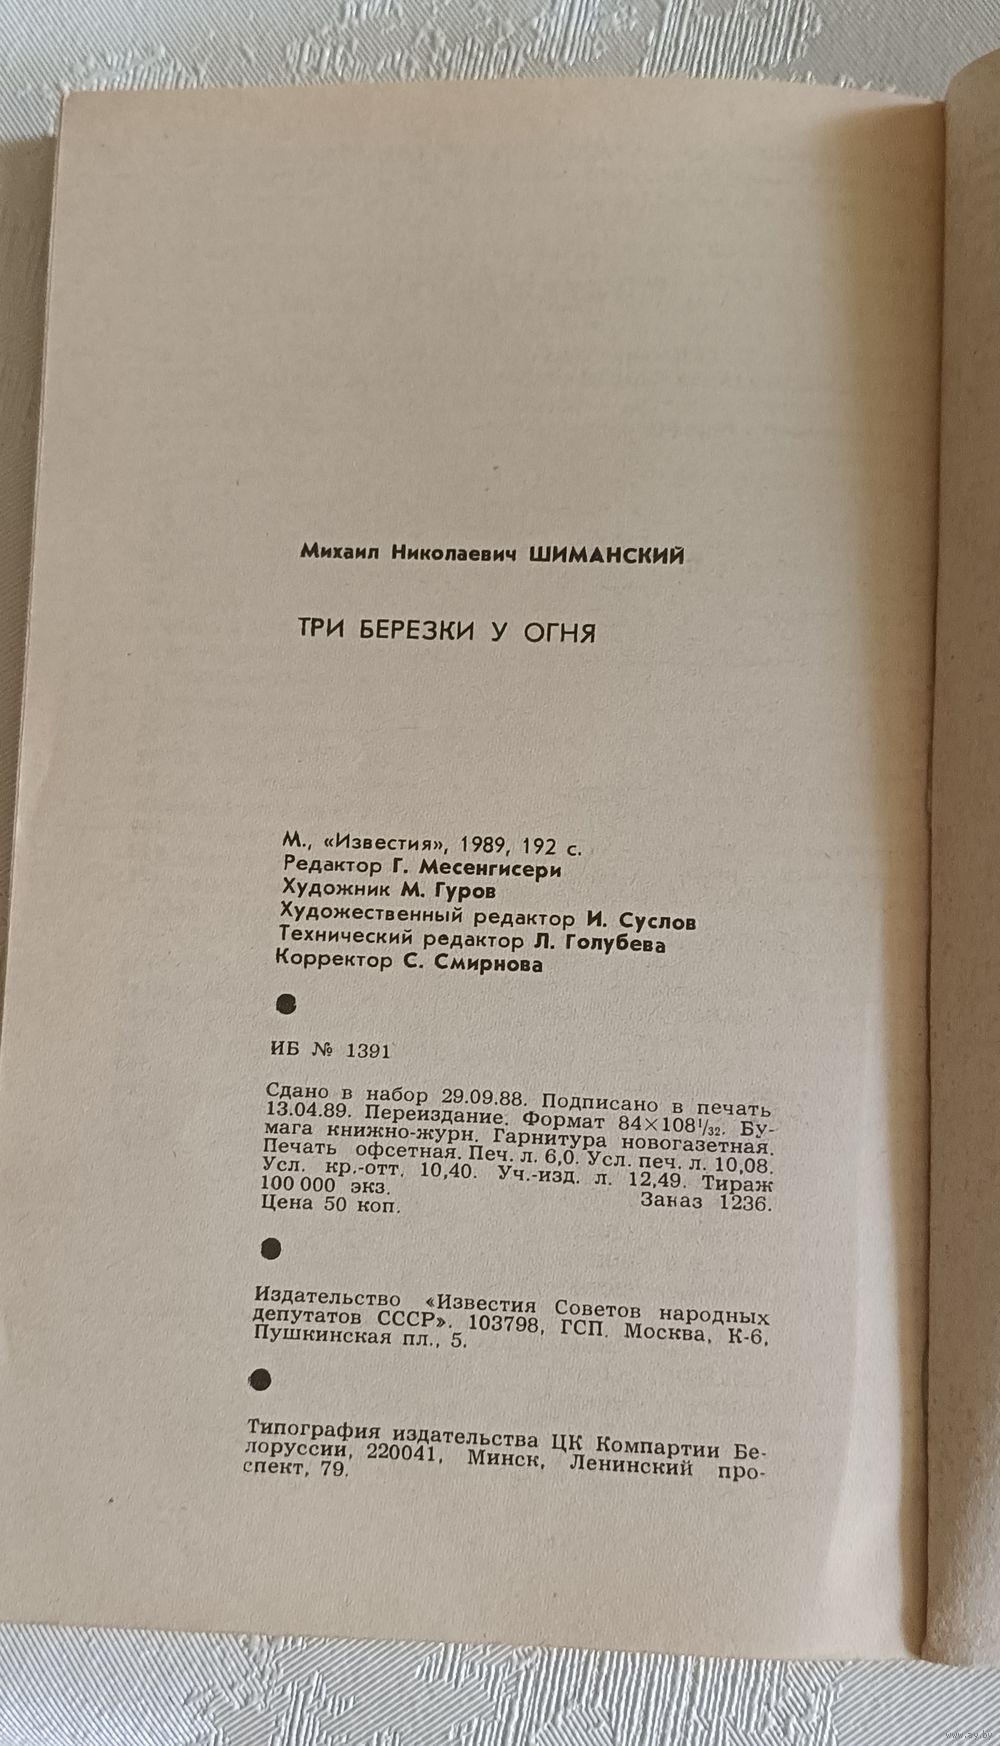 Михаил Николаевич ШИМАНСКИЙ
ТРИ БЕРЕЗКИ У ОГНЯ
М., «Известия», 1989, 192 с.
Редактор Г. Месенгисери
Художник М. Гуров
Художественный редактор И. Суслов
Технический редактор Л. Голубева
Корректор С. Смирнова
ИБ № 1391
Сдано в набор 29.09.88. Подписано в печать
13.04.89. Переиздание. Формат 84×108¹/₃₂. Бу-
мага книжно-журн. Гарнитура новогазетная.
Печать офсетная. Печ. л. 6,0. Усл. печ. л. 10,08.
Усл. кр.-отт. 10,40. Уч.-изд. л. 12,49. Тираж
100 000 экз. Заказ 1236.
Цена 50 коп.
Издательство «Известия Советов народных
депутатов СССР». 103798, ГСП. Москва, К-6,
Пушкинская пл., 5.
Типография издательства ЦК Компартии Бе-
лоруссии, 220041, Минск, Ленинский про-
спект, 79.
www.ay.by